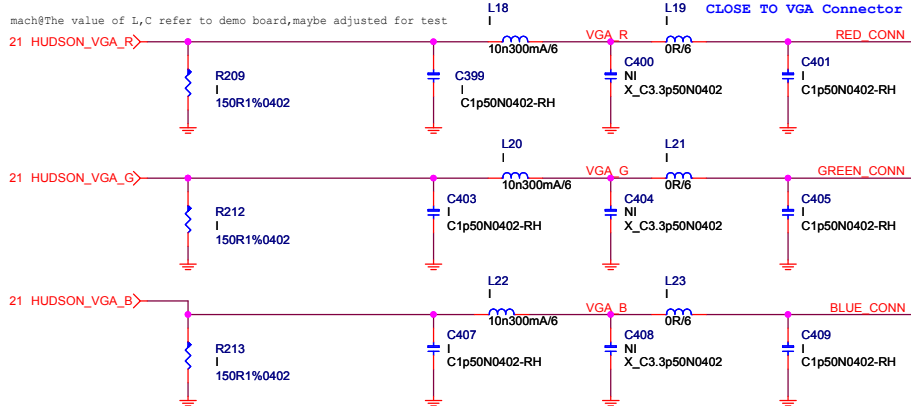 L18
L19
CLOSE TO VGA Connector
mach@The value of L,C refer to demo board,maybe adjusted for test
I
I
21 HUDSON_VGA_R
VGA_R
RED_CONN
10n300mA/6
0R/6
R209
I
150R1%0402
C399
I
C1p50N0402-RH
C400
NI
X_C3.3p50N0402
C401
I
C1p50N0402-RH
L20
I
L21
I
21 HUDSON_VGA_G
VGA_G
GREEN_CONN
10n300mA/6
0R/6
R212
I
150R1%0402
C403
I
C1p50N0402-RH
C404
NI
X_C3.3p50N0402
C405
I
C1p50N0402-RH
L22
I
L23
I
21 HUDSON_VGA_B
VGA_B
BLUE_CONN
10n300mA/6
0R/6
R213
I
150R1%0402
C407
I
C1p50N0402-RH
C408
NI
X_C3.3p50N0402
C409
I
C1p50N0402-RH